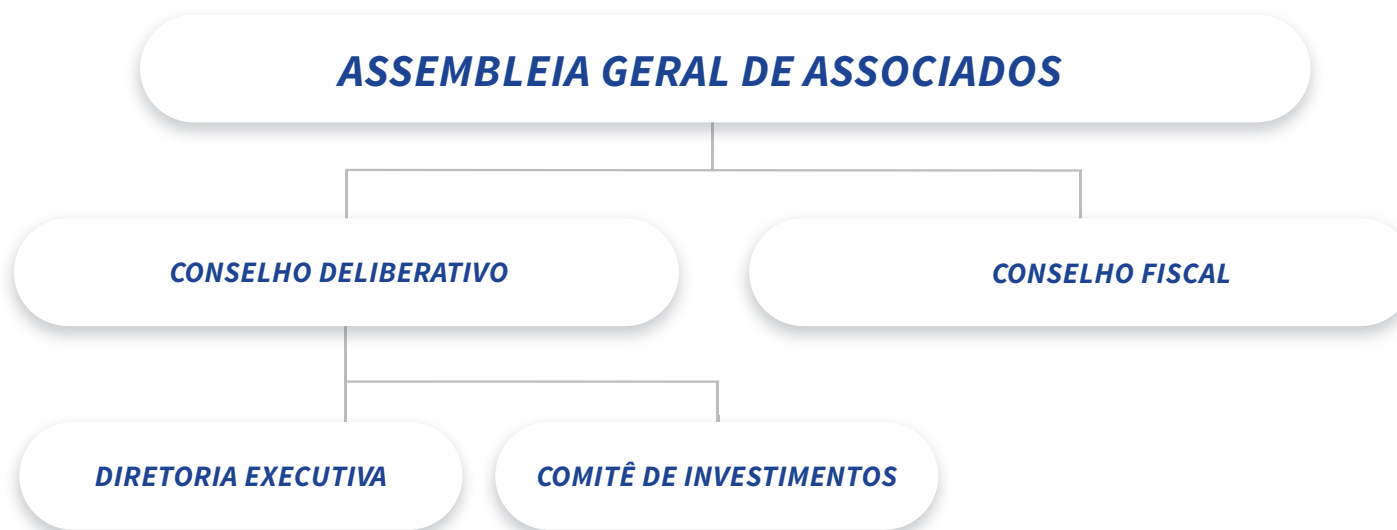 ASSEMBLEIA GERAL DE ASSOCIADOS
CONSELHO DELIBERATIVO
CONSELHO FISCAL
DIRETORIA EXECUTIVA
COMITÊ DE INVESTIMENTOS